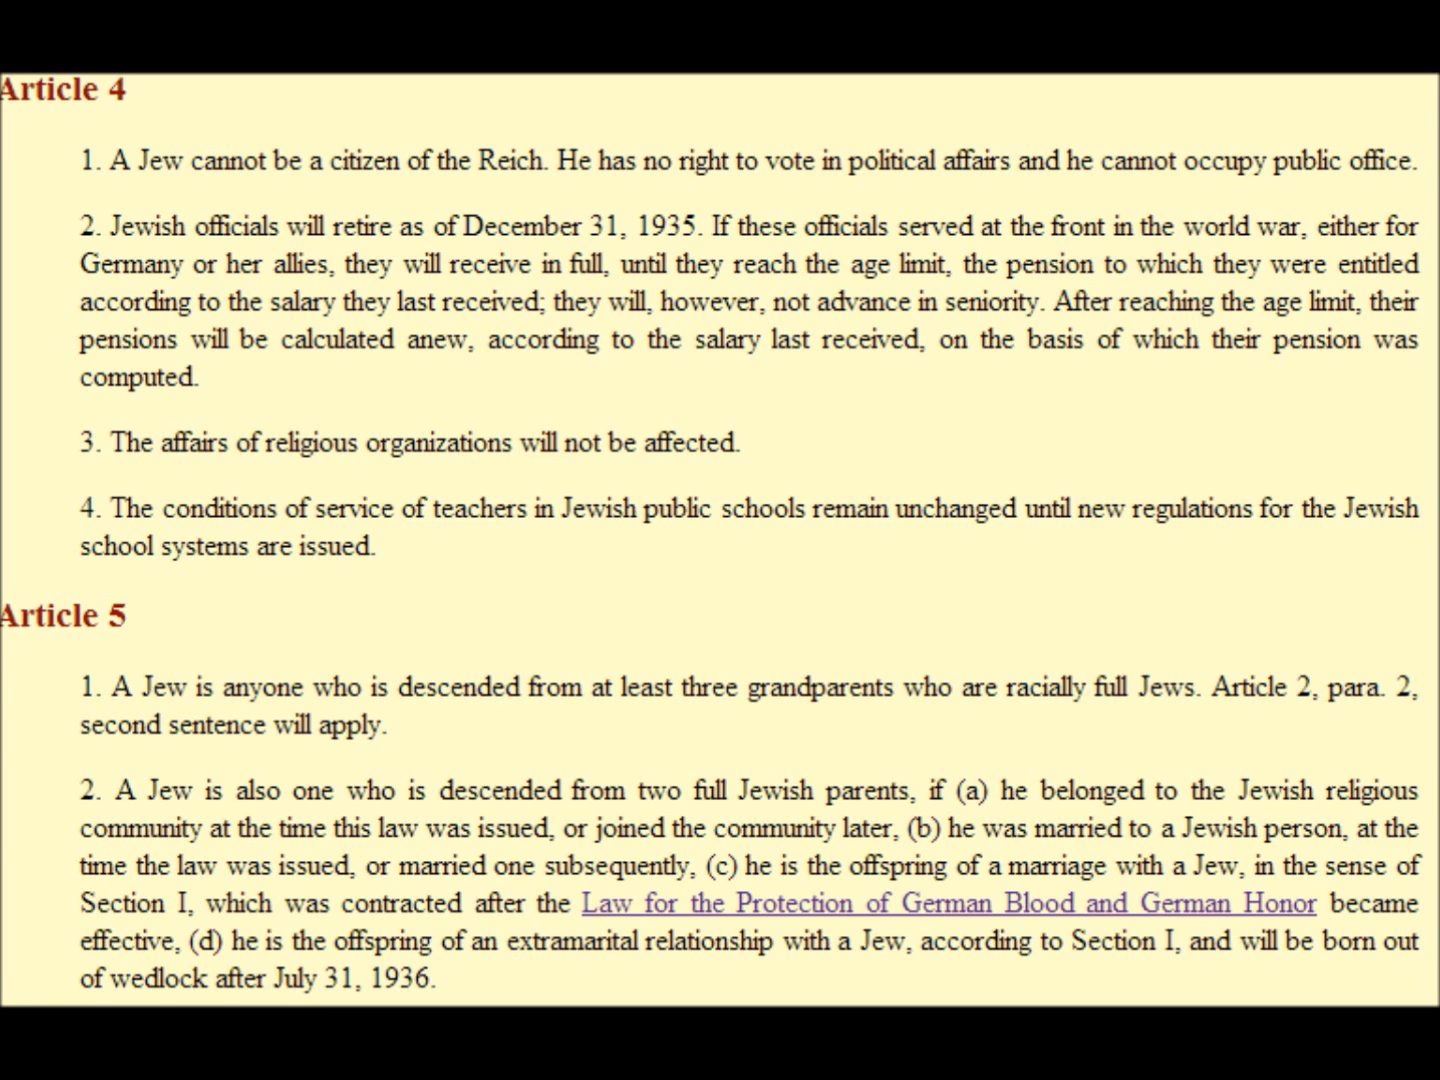 Article 4
1. A Jew cannot be a citizen of the Reich. He has no right to vote in political affairs and he cannot occupy public office.
2. Jewish officials will retire as of December 31, 1935. If these officials served at the front in the world war, either for
Germany or her allies, they will receive in full, until they reach the age limit, the pension to which they were entitled
according to the salary they last received; they will, however, not advance in seniority. After reaching the age limit, their
pensions will be calculated anew, according to the salary last received, on the basis of which their pension was
computed.
3. The affairs of religious organizations will not be affected.
4. The conditions of service of teachers in Jewish public schools remain unchanged until new regulations for the Jewish
school systems are issued.
Article 5
1. A Jew is anyone who is descended from at least three grandparents who are racially full Jews. Article 2, para. 2,
second sentence will apply.
2. A Jew is also one who is descended from two full Jewish parents, if (a) he belonged to the Jewish religious
community at the time this law was issued, or joined the community later, (b) he was married to a Jewish person, at the
time the law was issued, or married one subsequently, (c) he is the offspring of a marriage with a Jew, in the sense of
Section I, which was contracted after the Law for the Protection of German Blood and German Honor became
effective, (d) he is the offspring of an extramarital relationship with a Jew, according to Section I, and will be born out
of wedlock after July 31, 1936.